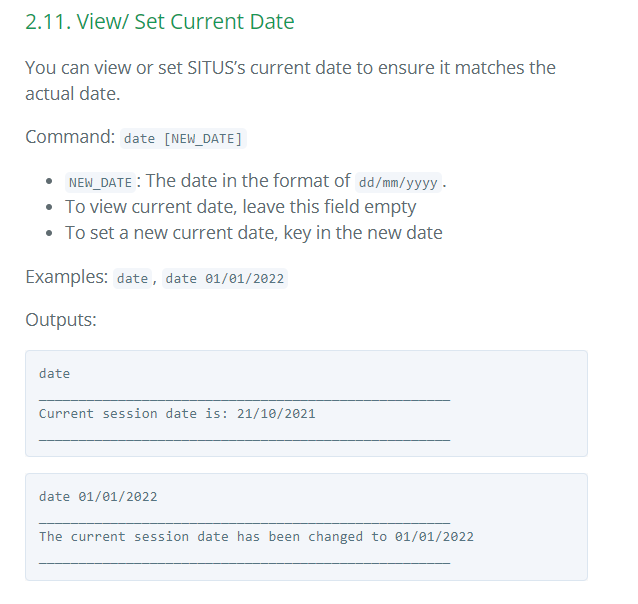 2.11. View/ Set Current Date
You can view or set SITUS’s current date to ensure it matches the
actual date.
Command: date [NEW_DATE]
• NEW_DATE : The date in the format of dd/mm/yyyy .
• To view current date, leave this field empty
• To set a new current date, key in the new date
Examples: date , date 01/01/2022
Outputs:
date
____________________________________________________
Current session date is: 21/10/2021
____________________________________________________
date 01/01/2022
____________________________________________________
The current session date has been changed to 01/01/2022
____________________________________________________